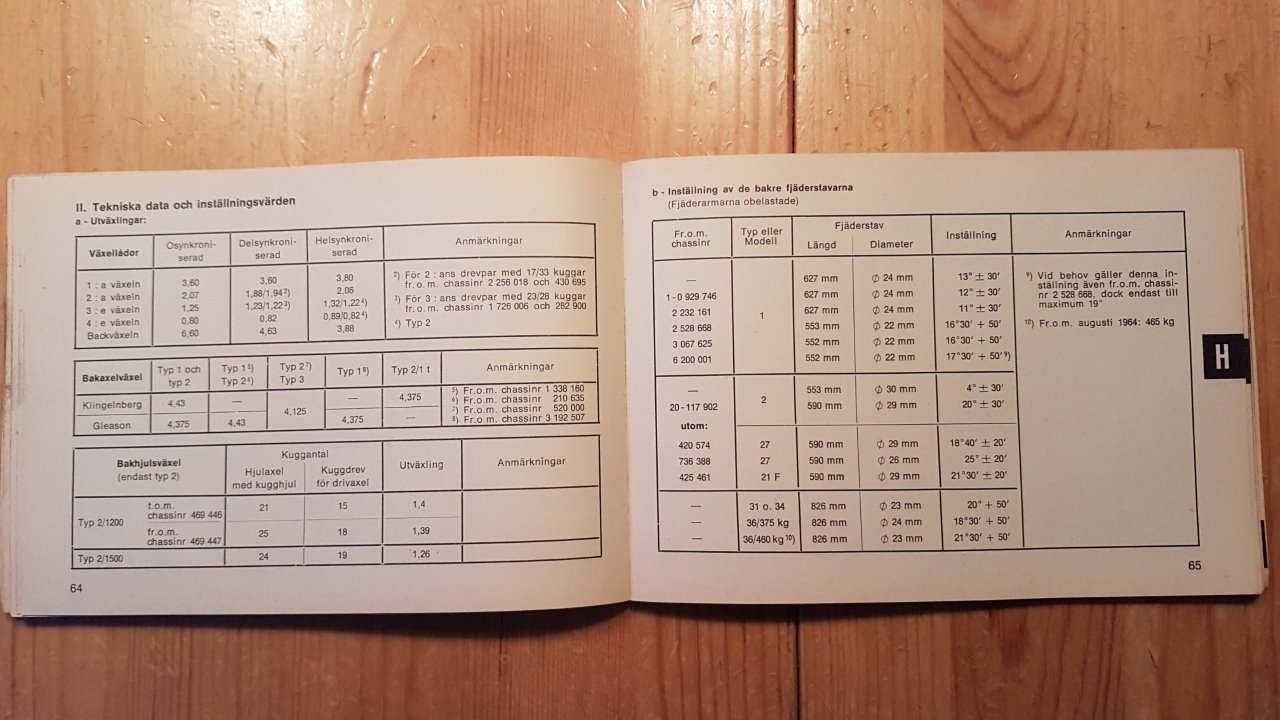 II. Tekniska data och inställningsvärden
a - Utväxlingar:
Växellådor Osynkroni- Delsynkroni- Helsynkroni- Anmärkningar
serad serad serad
1 : a växeln 3,60 3,60 3,80
2 : a växeln 2,07 1,88/1,94²) 2,06
3 : e växeln 1,25 1,23/1,22³) 1,32/1,22⁴)
4 : e växeln 0,80 0,82 0,89/0,82⁴)
Backväxeln 6,60 4,63 3,88
²) För 2 : ans drevpar med 17/33 kuggar
fr. o. m. chassinr 2 256 018 och 430 695
³) För 3 : ans drevpar med 23/28 kuggar
fr. o. m. chassinr 1 726 006 och 282 900
⁴) Typ 2
Bakaxelväxel Typ 1 och Typ 1⁵) Typ 2⁷) Typ 1⁸) Typ 2/1 t Anmärkningar
typ 2 Typ 2⁶) Typ 3
Klingelnberg 4,43 — 4,125 — 4,375
Gleason 4,375 4,43 4,375 —
⁵) Fr.o.m. chassinr 1 338 160
⁶) Fr.o.m. chassinr 210 635
⁷) Fr.o.m. chassinr 520 000
⁸) Fr.o.m. chassinr 3 192 507
Bakhjulsväxel Kuggantal Utväxling Anmärkningar
(endast typ 2) Hjulaxel Kuggdrev
med kugghjul för drivaxel
Typ 2/1200 t.o.m. 21 15 1,4
chassinr 469 446
fr.o.m. 25 18 1,39
chassinr 469 447
Typ 2/1500 24 19 1,26
64
b - Inställning av de bakre fjäderstavarna
(Fjäderarmarna obelastade)
Fr.o.m. Typ eller Fjäderstav Inställning Anmärkningar
chassinr Modell Längd Diameter
— 1 627 mm ϕ 24 mm 13° ± 30′
1 - 0 929 746 627 mm ϕ 24 mm 12° ± 30′
2 232 161 627 mm ϕ 24 mm 11° ± 30′
2 528 668 553 mm ϕ 22 mm 16°30′ + 50′
3 067 625 552 mm ϕ 22 mm 16°30′ + 50′
6 200 001 552 mm ϕ 22 mm 17°30′ + 50′⁹)
— 2 553 mm ϕ 30 mm 4° ± 30′
20 - 117 902 590 mm ϕ 29 mm 20° ± 30′
utom:
420 574 27 590 mm ϕ 29 mm 18°40′ ± 20′
736 388 27 590 mm ϕ 26 mm 25° ± 20′
425 461 21 F 590 mm ϕ 29 mm 21°30′ ± 20′
— 31 o. 34 826 mm ϕ 23 mm 20° + 50′
— 36/375 kg 826 mm ϕ 24 mm 18°30′ + 50′
— 36/460 kg ¹⁰) 826 mm ϕ 23 mm 21°30′ + 50′
⁹) Vid behov gäller denna in-
ställning även fr.o.m. chassi-
nr 2 528 668, dock endast till
maximum 19°
¹⁰) Fr.o.m. augusti 1964: 465 kg
H
65